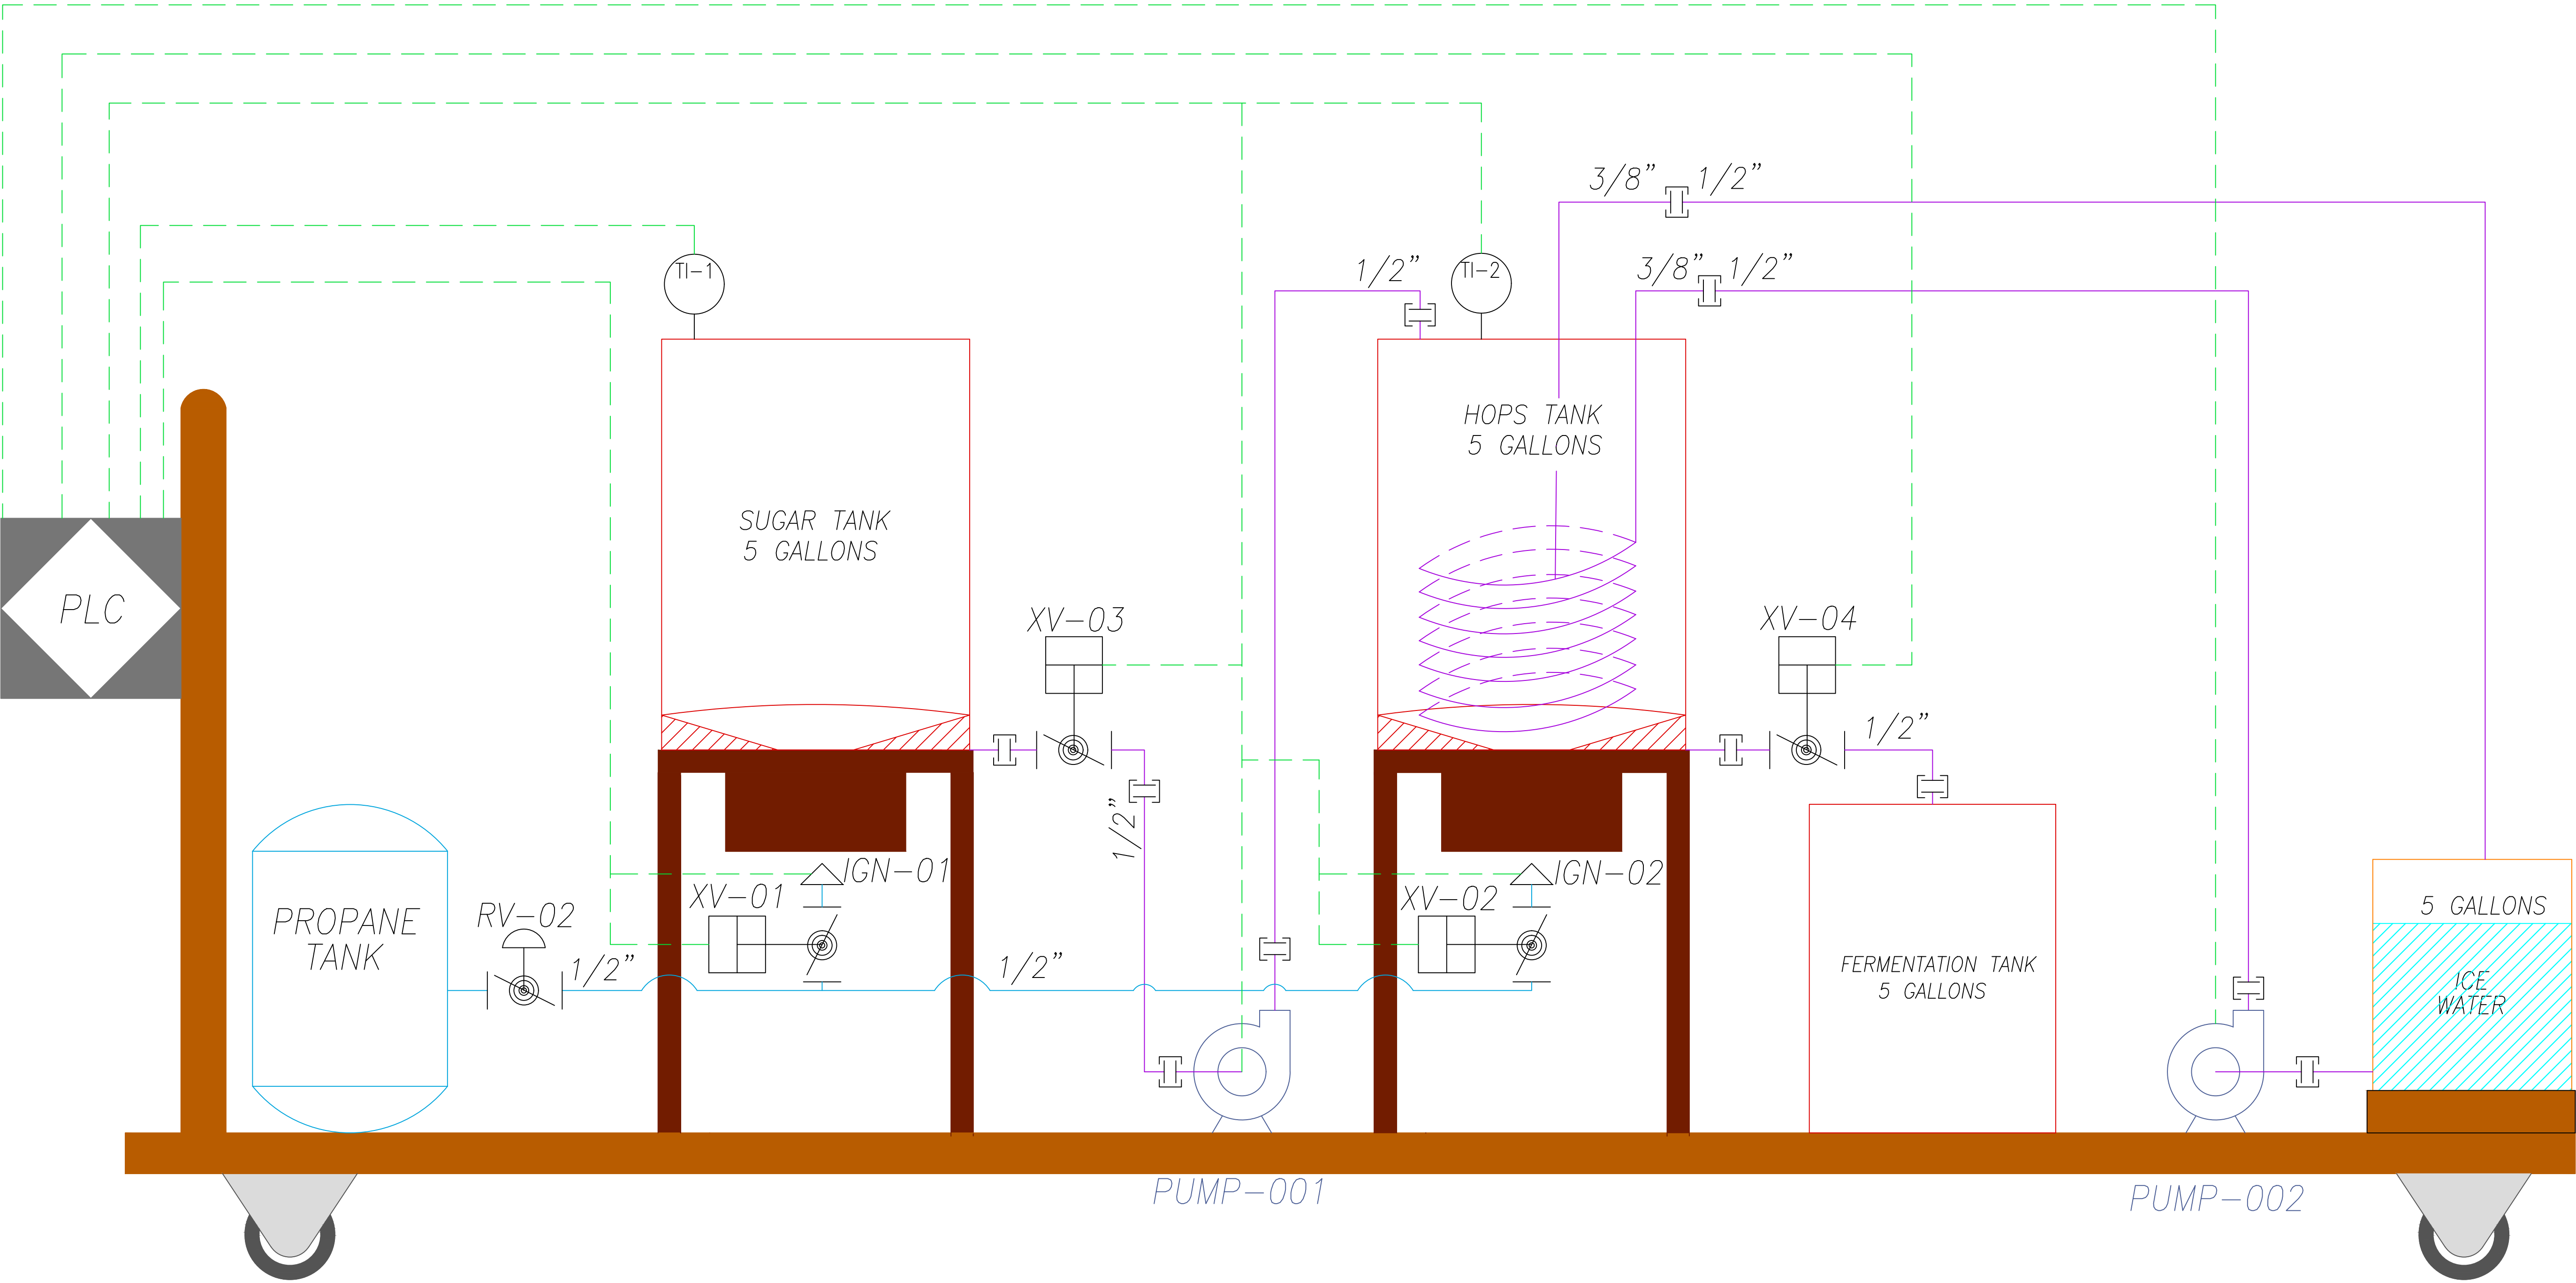 3/8" 1/2"
1/2"
3/8" 1/2"
TI-1
TI-2
HOPS TANK
5 GALLONS
SUGAR TANK
5 GALLONS
PLC
XV-03
XV-04
1/2"
1/2"
IGN-01
IGN-02
XV-01
XV-02
PROPANE
TANK
RV-02
1/2"
1/2"
5 GALLONS
FERMENTATION TANK
5 GALLONS
ICE
WATER
PUMP-001
PUMP-002